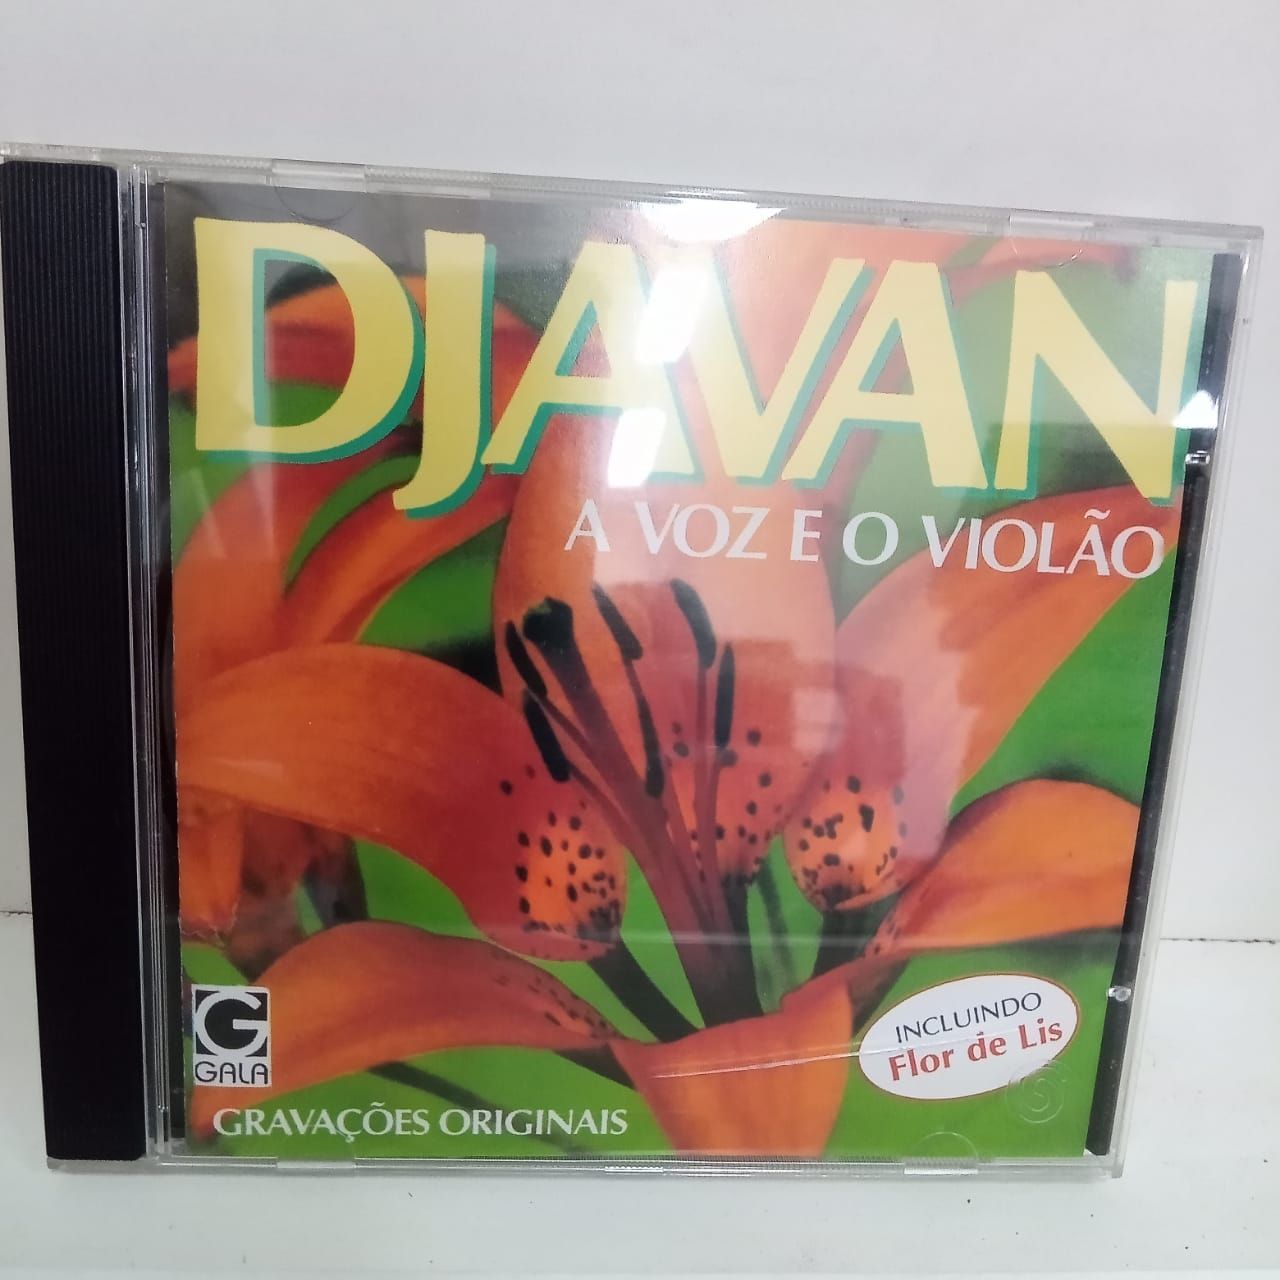 DJAVAN
A VOZ E O VIOLÃO
INCLUINDO
Flor de Lis
G
GALA
GRAVAÇÕES ORIGINAIS